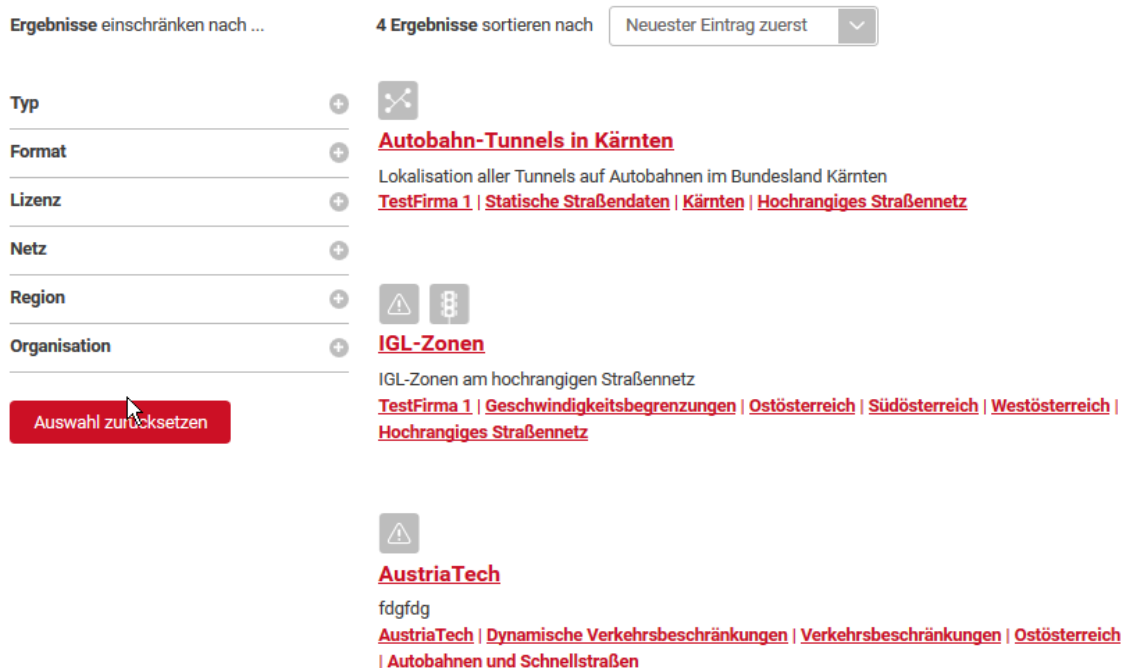 Ergebnisse einschränken nach ...
4 Ergebnisse sortieren nach
Neuester Eintrag zuerst
Typ
Format
Lizenz
Netz
Region
Organisation
Auswahl zurücksetzen
Autobahn-Tunnels in Kärnten
Lokalisation aller Tunnels auf Autobahnen im Bundesland Kärnten
TestFirma 1 | Statische Straßendaten | Kärnten | Hochrangiges Straßennetz
IGL-Zonen
IGL-Zonen am hochrangigen Straßennetz
TestFirma 1 | Geschwindigkeitsbegrenzungen | Ostösterreich | Südösterreich | Westösterreich |
Hochrangiges Straßennetz
AustriaTech
fdgfdg
AustriaTech | Dynamische Verkehrsbeschränkungen | Verkehrsbeschränkungen | Ostösterreich
| Autobahnen und Schnellstraßen